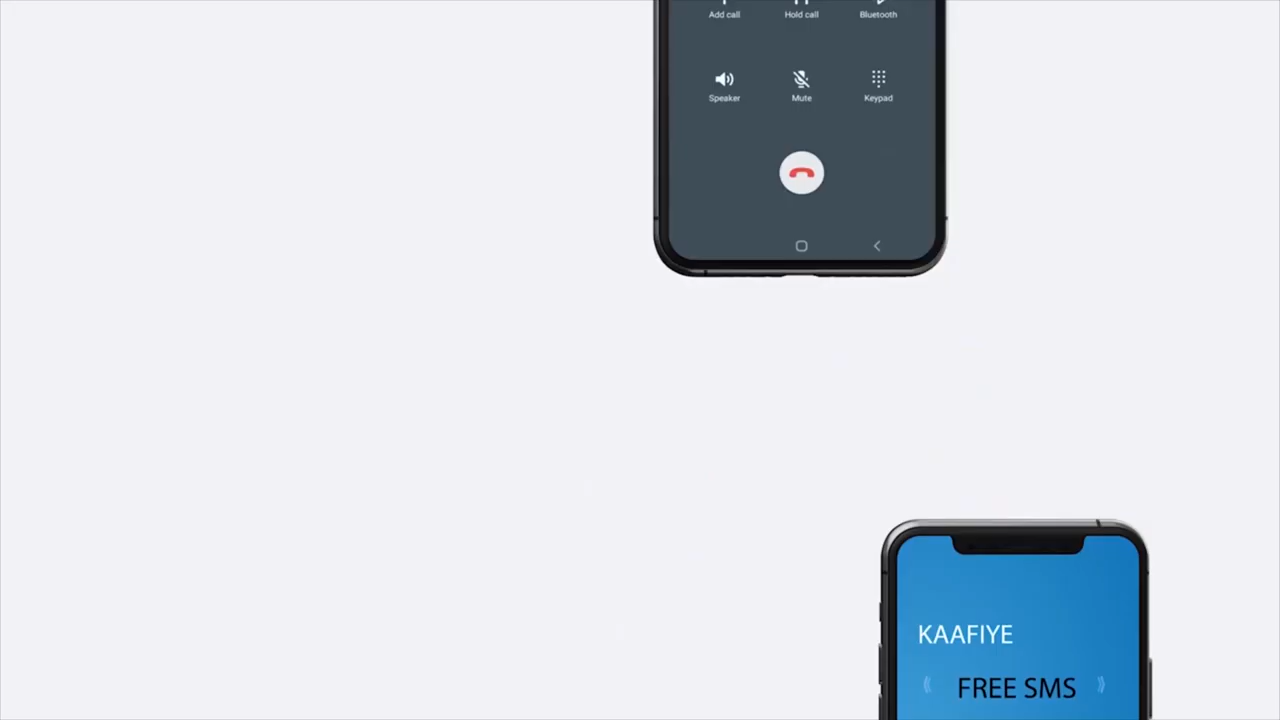 Add call Hold call Bluetooth
Speaker Mute Keypad
KAAFIYE
FREE SMS